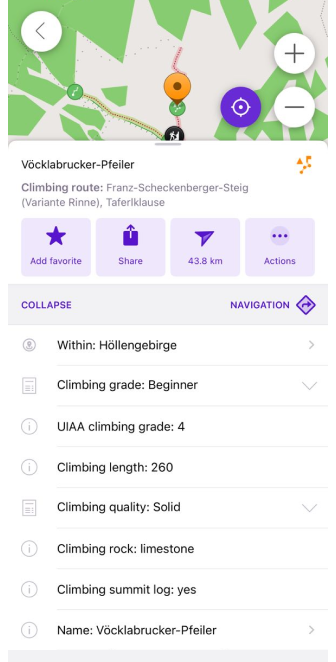 Vöcklabrucker-Pfeiler
Climbing route: Franz-Scheckenberger-Steig
(Variante Rinne), Taferlklause
Add favorite
Share
43.8 km
Actions
COLLAPSE
NAVIGATION
Within: Höllengebirge
Climbing grade: Beginner
UIAA climbing grade: 4
Climbing length: 260
Climbing quality: Solid
Climbing rock: limestone
Climbing summit log: yes
Name: Vöcklabrucker-Pfeiler